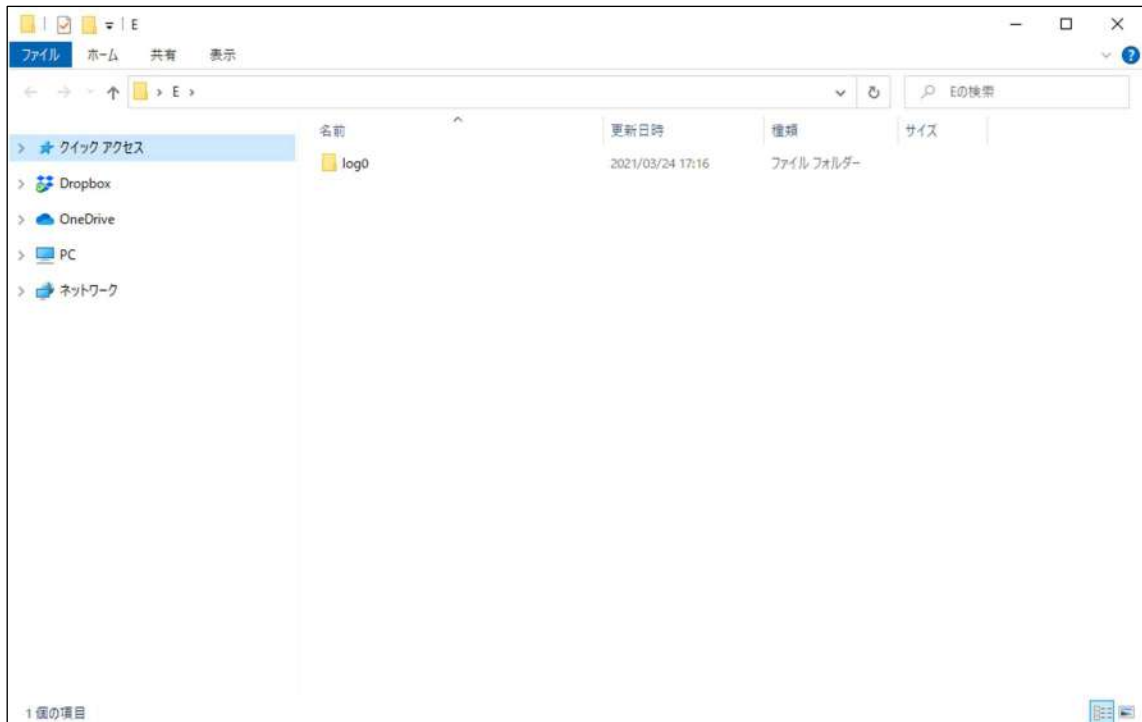 E
ファイル ホーム 共有 表示
E
Eの検索
名前 更新日時 種類 サイズ
クイック アクセス
log0 2021/03/24 17:16 ファイル フォルダー
Dropbox
OneDrive
PC
ネットワーク
1 個の項目